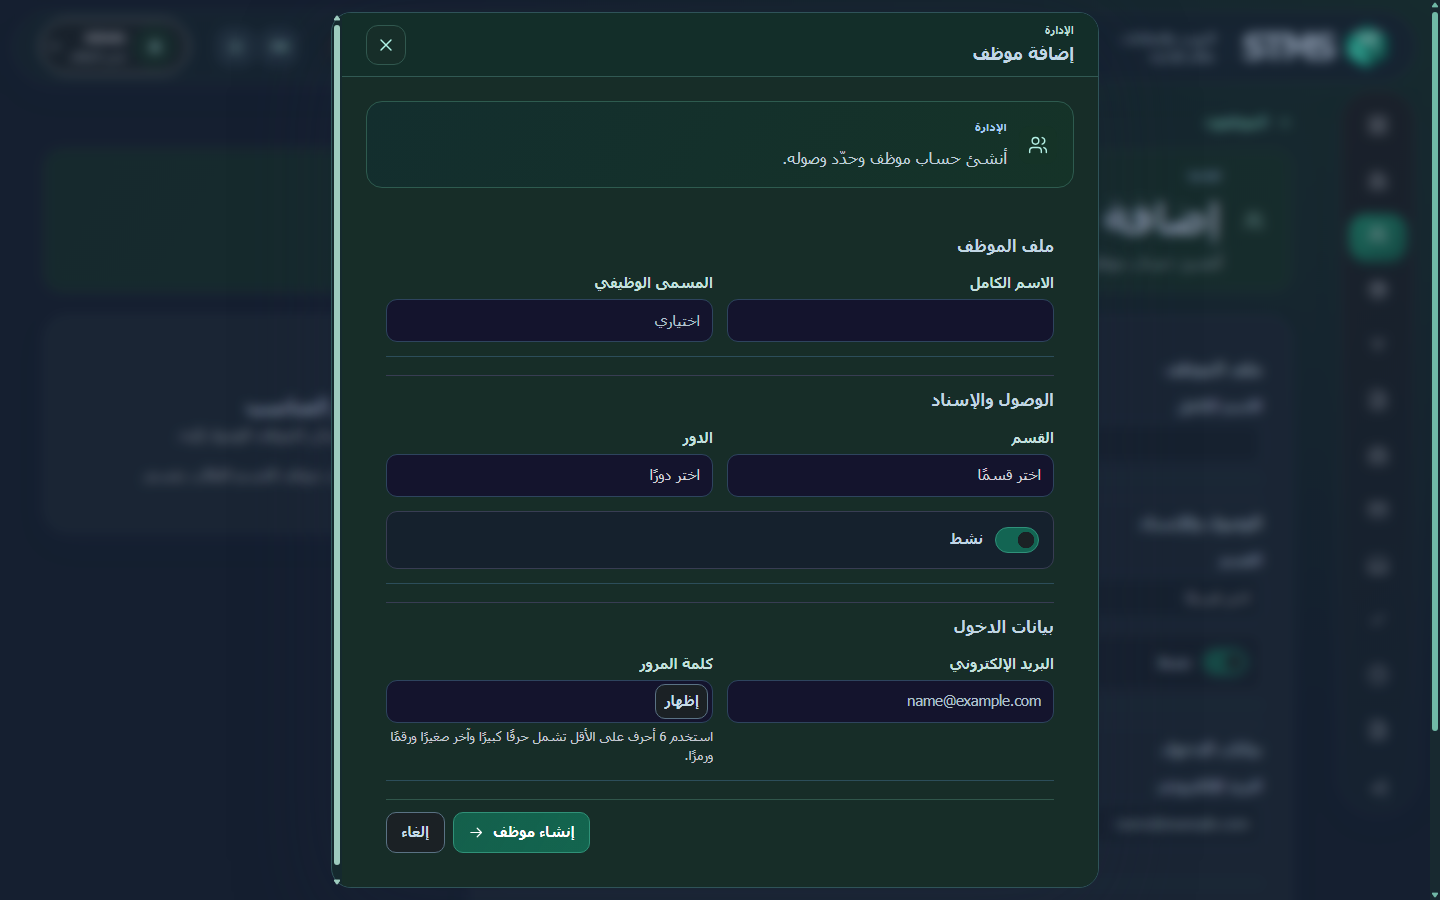 الإدارة
إضافة موظف
الإدارة
أنشئ حساب موظف وحدّد وصوله.
ملف الموظف
الاسم الكامل
المسمى الوظيفي
اختياري
الوصول والإسناد
القسم
الدور
اختر قسمًا
اختر دورًا
نشط
بيانات الدخول
البريد الإلكتروني
كلمة المرور
name@example.com
إظهار
استخدم 6 أحرف على الأقل تشمل حرفًا كبيرًا وآخر صغيرًا ورقمًا
ورمزًا.
إنشاء موظف
إلغاء
STMS
إضافة